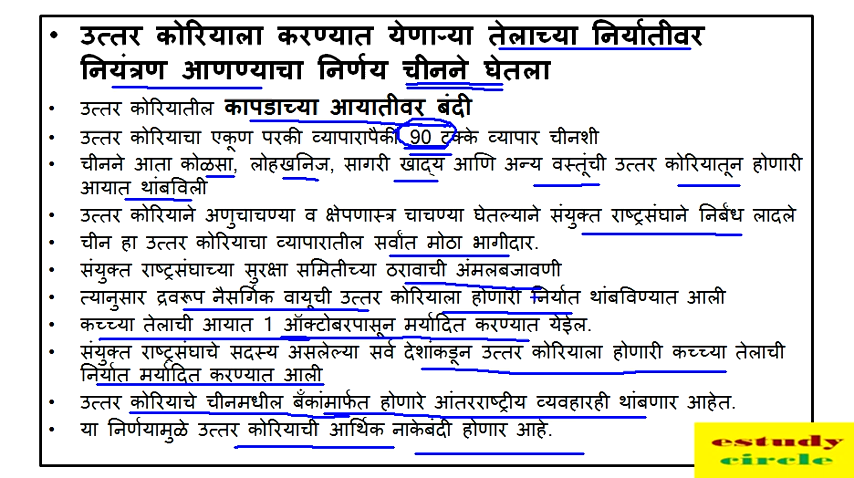 • उत्तर कोरियाला करण्यात येणाऱ्या तेलाच्या निर्यातीवर
नियंत्रण आणण्याचा निर्णय चीनने घेतला
• उत्तर कोरियातील कापडाच्या आयातीवर बंदी
• उत्तर कोरियाचा एकूण परकी व्यापारापैकी 90 टक्के व्यापार चीनशी
• चीनने आता कोळसा, लोहखनिज, सागरी खाद्य आणि अन्य वस्तूंची उत्तर कोरियातून होणारी
आयात थांबविली
• उत्तर कोरियाने अणुचाचण्या व क्षेपणास्त्र चाचण्या घेतल्याने संयुक्त राष्ट्रसंघाने निर्बंध लादले
• चीन हा उत्तर कोरियाचा व्यापारातील सर्वात मोठा भागीदार.
• संयुक्त राष्ट्रसंघाच्या सुरक्षा समितीच्या ठरावाची अंमलबजावणी
• त्यानुसार द्रवरूप नैसर्गिक वायूची उत्तर कोरियाला होणारी निर्यात थांबविण्यात आली
• कच्च्या तेलाची आयात 1 ऑक्टोबरपासून मर्यादित करण्यात येईल.
• संयुक्त राष्ट्रसंघाचे सदस्य असलेल्या सर्व देशांकडून उत्तर कोरियाला होणारी कच्च्या तेलाची
निर्यात मर्यादित करण्यात आली
• उत्तर कोरियाचे चीनमधील बँकांमार्फत होणारे आंतरराष्ट्रीय व्यवहारही थांबणार आहेत.
• या निर्णयामुळे उत्तर कोरियाची आर्थिक नाकेबंदी होणार आहे.
estudy
circle